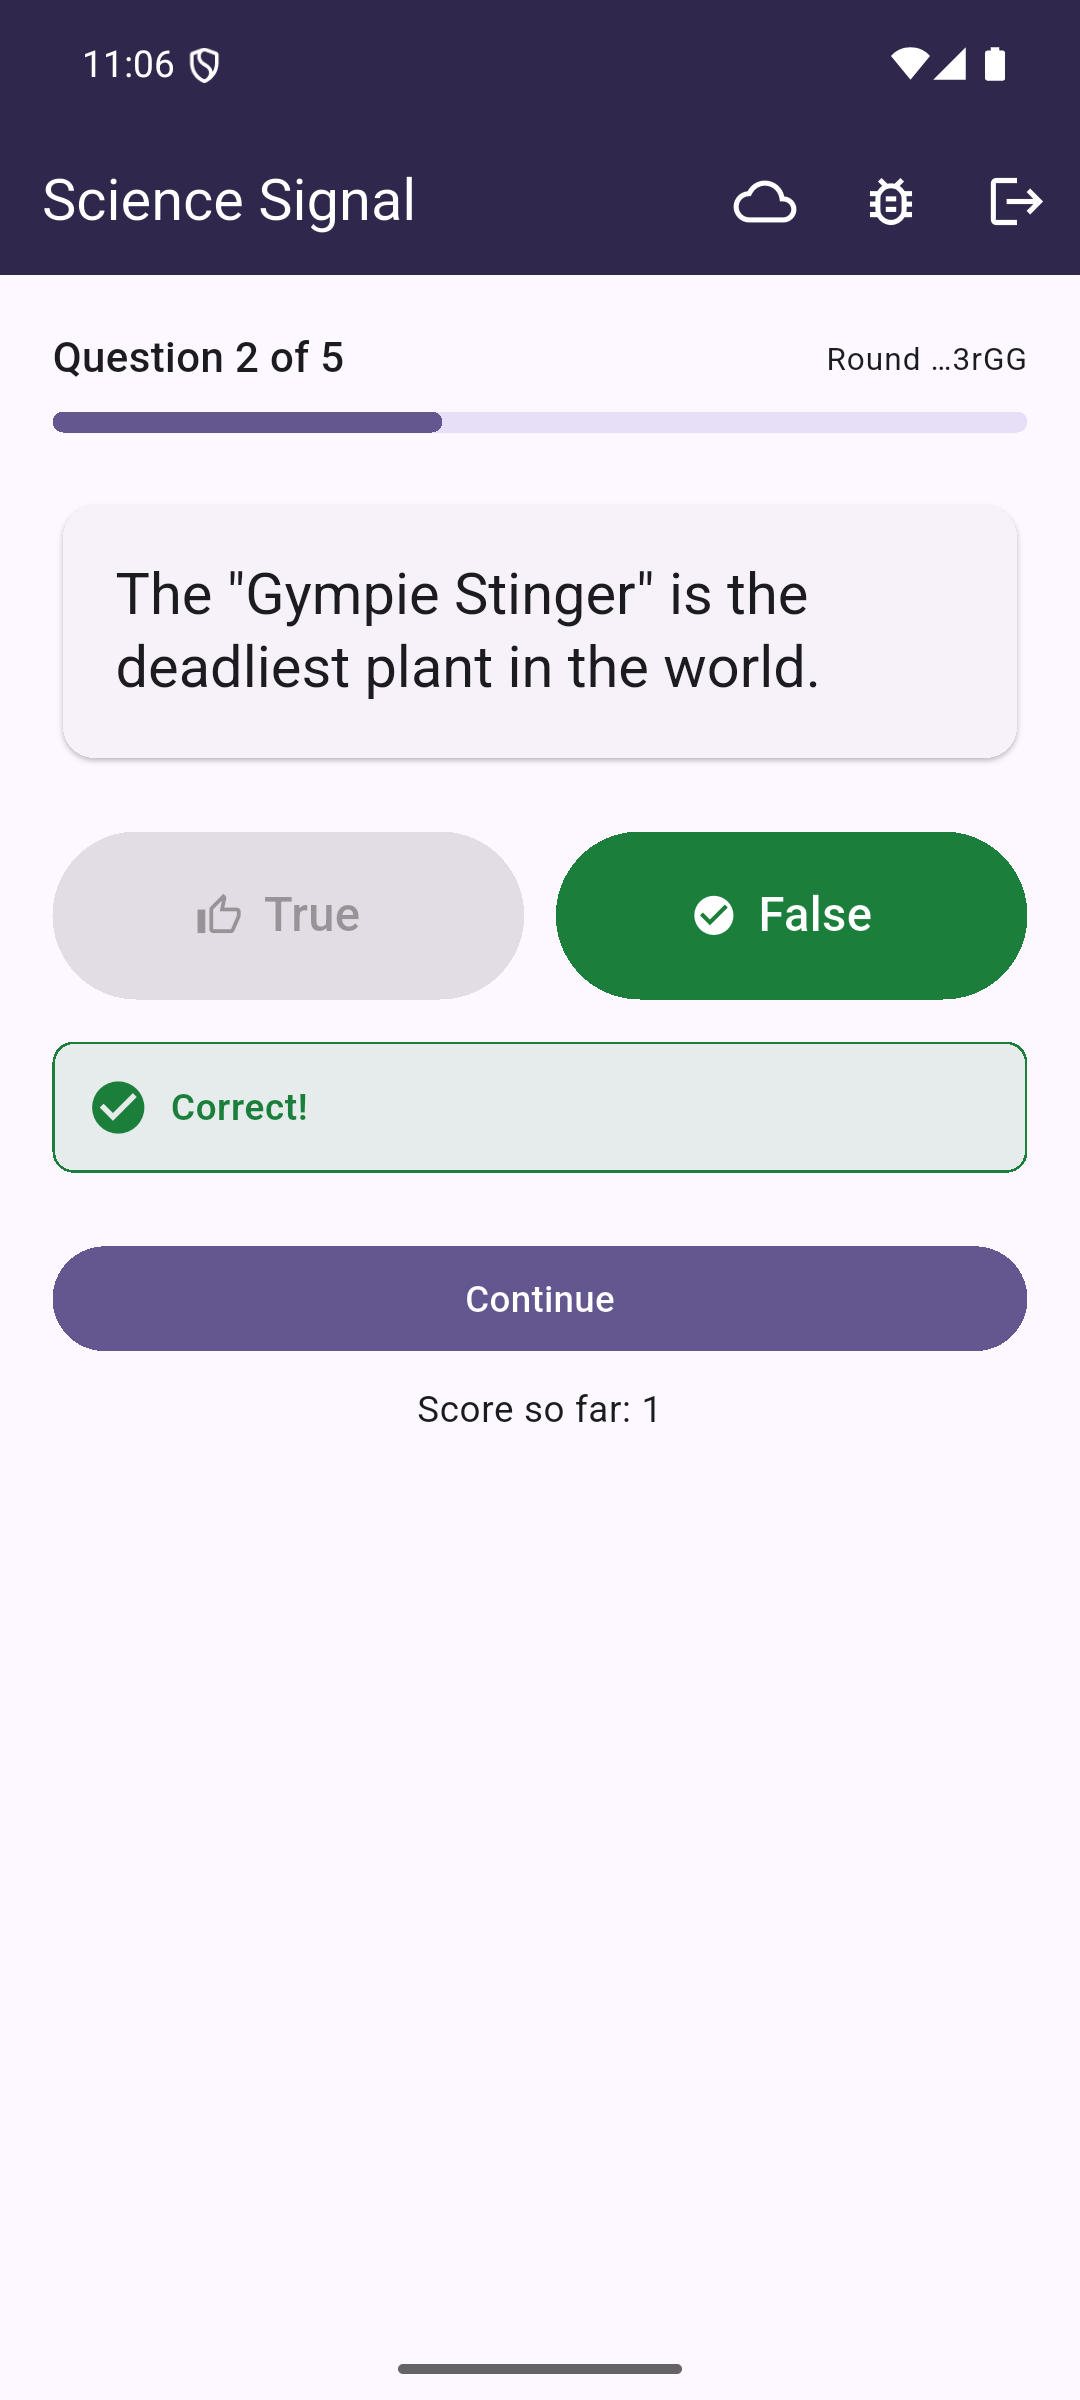 11:06
Science Signal
Question 2 of 5
Round ...3rGG
The "Gympie Stinger" is the
deadliest plant in the world.
True
False
Correct!
Continue
Score so far: 1